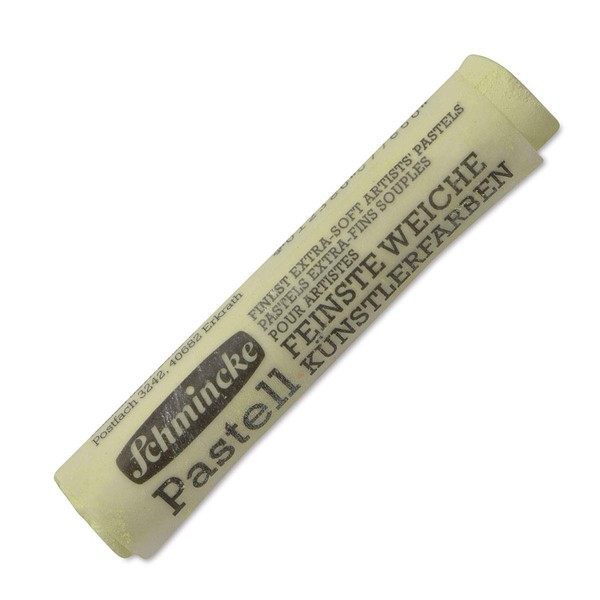 FINEST EXTRA-SOFT ARTISTS' PASTELS
PASTELS EXTRA-FINS SOUPLES
POUR ARTISTES
FEINSTE WEICHE
KÜNSTLERFARBEN
Postfach 3242, 40682 Erkrath
Schmincke
Pastell